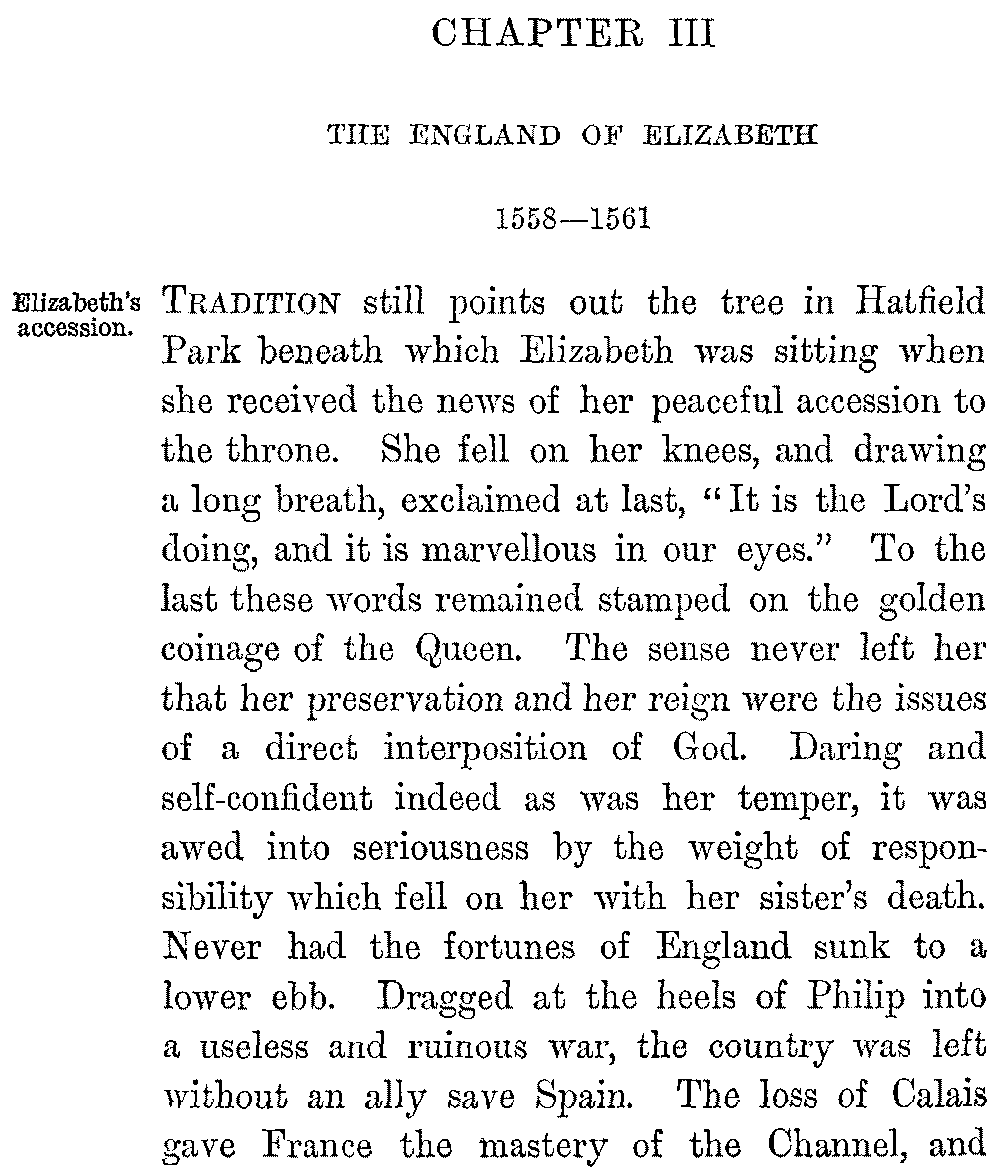 CHAPTER III
THE ENGLAND OF ELIZABETH
1558—1561
Elizabeth's
accession.
TRADITION still points out the tree in Hatfield
Park beneath which Elizabeth was sitting when
she received the news of her peaceful accession to
the throne. She fell on her knees, and drawing
a long breath, exclaimed at last, “It is the Lord's
doing, and it is marvellous in our eyes.” To the
last these words remained stamped on the golden
coinage of the Queen. The sense never left her
that her preservation and her reign were the issues
of a direct interposition of God. Daring and
self-confident indeed as was her temper, it was
awed into seriousness by the weight of respon-
sibility which fell on her with her sister's death.
Never had the fortunes of England sunk to a
lower ebb. Dragged at the heels of Philip into
a useless and ruinous war, the country was left
without an ally save Spain. The loss of Calais
gave France the mastery of the Channel, and